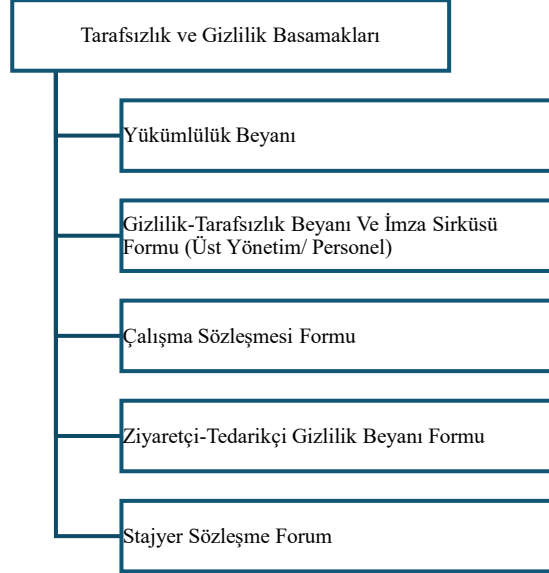 Tarafsızlık ve Gizlilik Basamakları
Yükümlülük Beyanı
Gizlilik-Tarafsızlık Beyanı Ve İmza Sirküsü
Formu (Üst Yönetim/ Personel)
Çalışma Sözleşmesi Formu
Ziyaretçi-Tedarikçi Gizlilik Beyanı Formu
Stajyer Sözleşme Forum